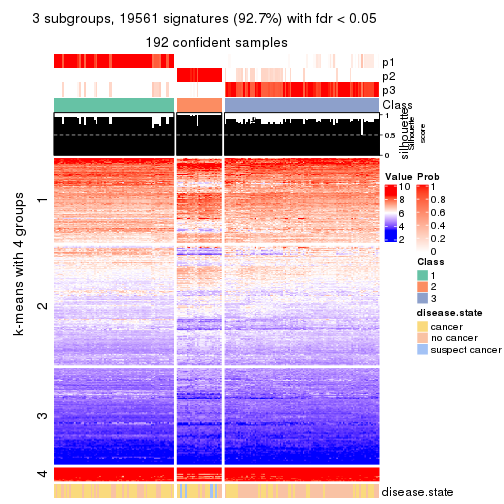 3 subgroups, 19561 signatures (92.7%) with fdr < 0.05
192 confident samples
p1
p2
p3
Class
1
0.5
0
silhouette
Silhouette
score
k-means with 4 groups
1
2
3
4
Value
10
8
6
4
2
Prob
1
0.8
0.6
0.4
0.2
0
Class
1
2
3
disease.state
cancer
no cancer
suspect cancer
disease.state